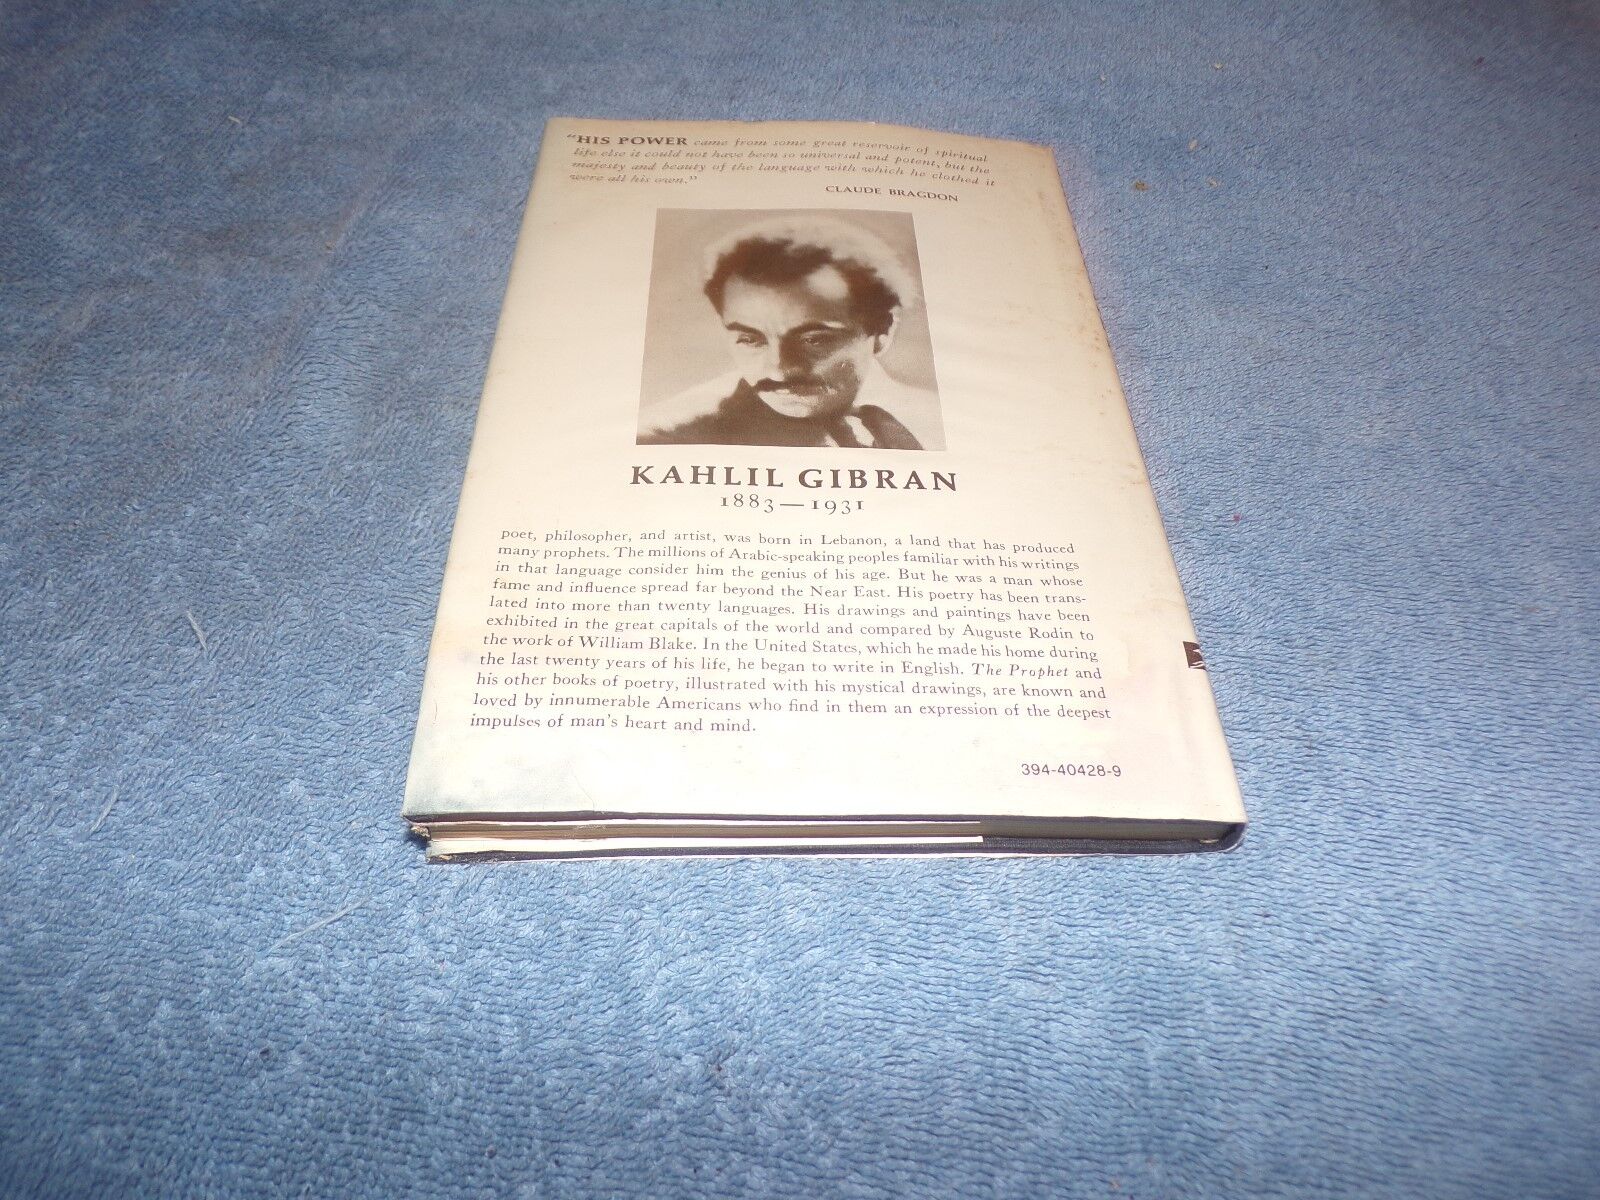 "HIS POWER came from some great reservoir of spiritual
life else it could not have been so universal and potent, but the
majesty and beauty of the language with which he clothed it
were all his own."
CLAUDE BRAGDON
KAHLIL GIBRAN
1883—1931
poet, philosopher, and artist, was born in Lebanon, a land that has produced
many prophets. The millions of Arabic-speaking peoples familiar with his writings
in that language consider him the genius of his age. But he was a man whose
fame and influence spread far beyond the Near East. His poetry has been trans-
lated into more than twenty languages. His drawings and paintings have been
exhibited in the great capitals of the world and compared by Auguste Rodin to
the work of William Blake. In the United States, which he made his home during
the last twenty years of his life, he began to write in English. The Prophet and
his other books of poetry, illustrated with his mystical drawings, are known and
loved by innumerable Americans who find in them an expression of the deepest
impulses of man's heart and mind.
394-40428-9